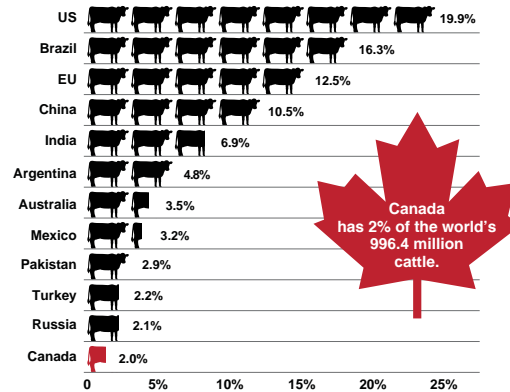 US 19.9%
Brazil 16.3%
EU 12.5%
China 10.5%
India 6.9%
Argentina 4.8%
Australia 3.5%
Mexico 3.2%
Pakistan 2.9%
Turkey 2.2%
Russia 2.1%
Canada 2.0%
0 5% 10% 15% 20% 25%
Canada
has 2% of the world’s
996.4 million
cattle.